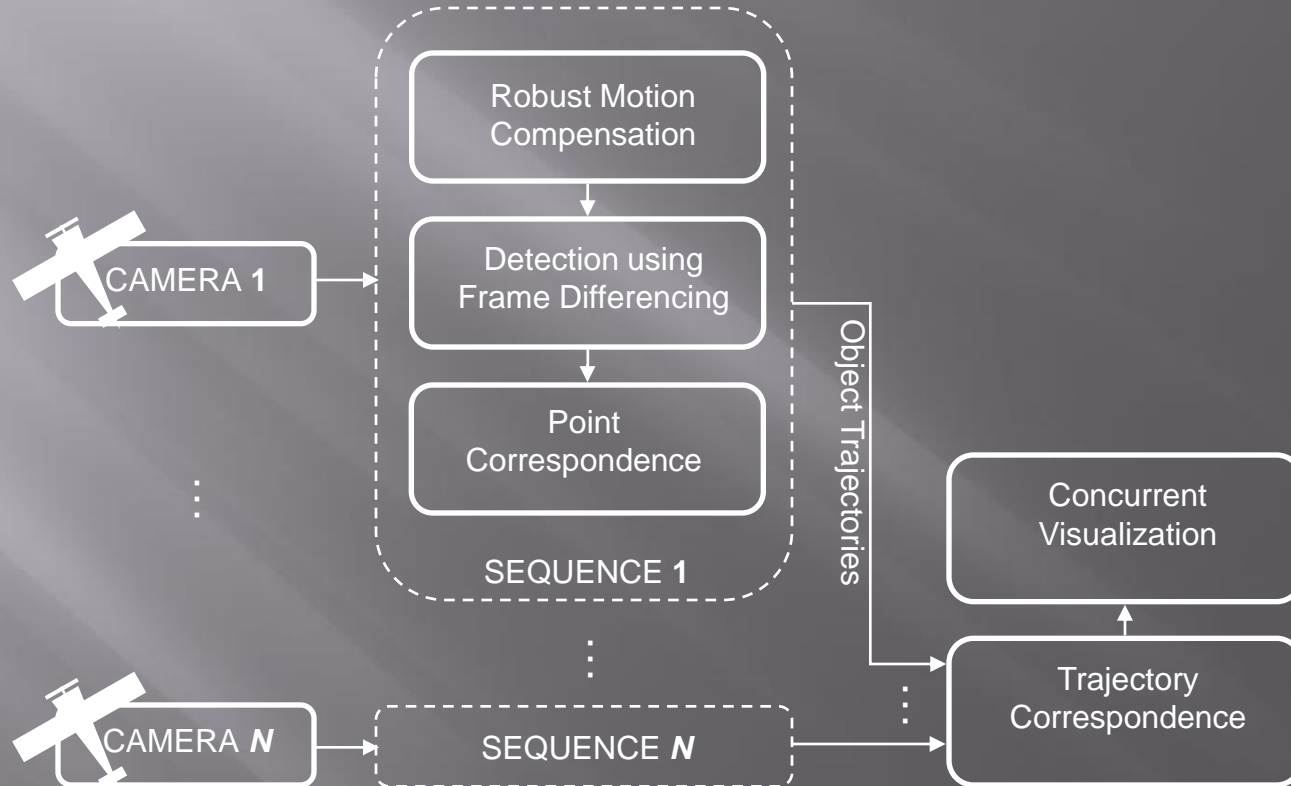 Robust Motion
Compensation
CAMERA 1
Detection using
Frame Differencing
Point
Correspondence
SEQUENCE 1
Object Trajectories
Concurrent
Visualization
Trajectory
Correspondence
CAMERA N
SEQUENCE N